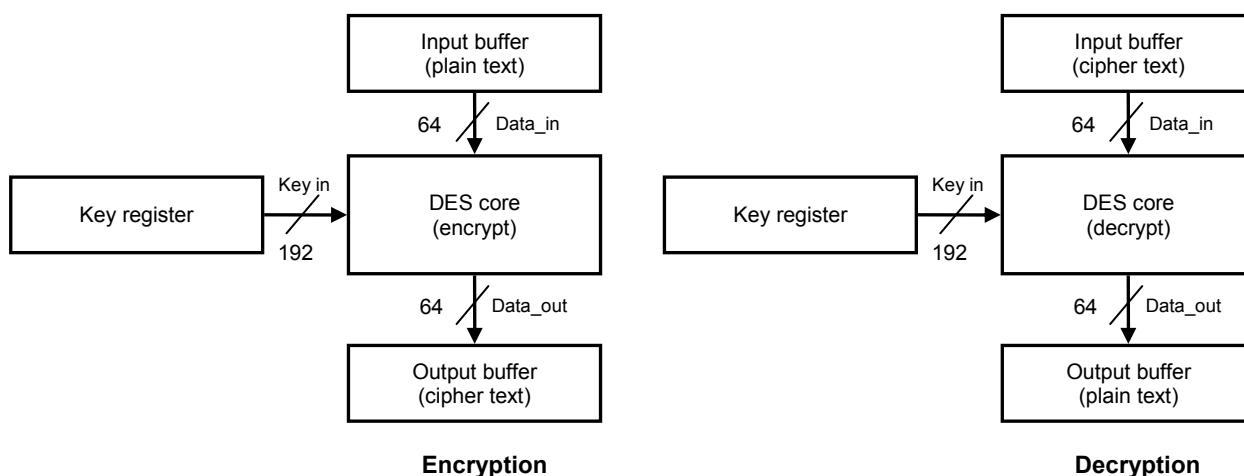 Input buffer
(plain text)
64
Data_in
Key register
Key in
192
DES core
(encrypt)
64
Data_out
Output buffer
(cipher text)
Encryption
Input buffer
(cipher text)
64
Data_in
Key register
Key in
192
DES core
(decrypt)
64
Data_out
Output buffer
(plain text)
Decryption